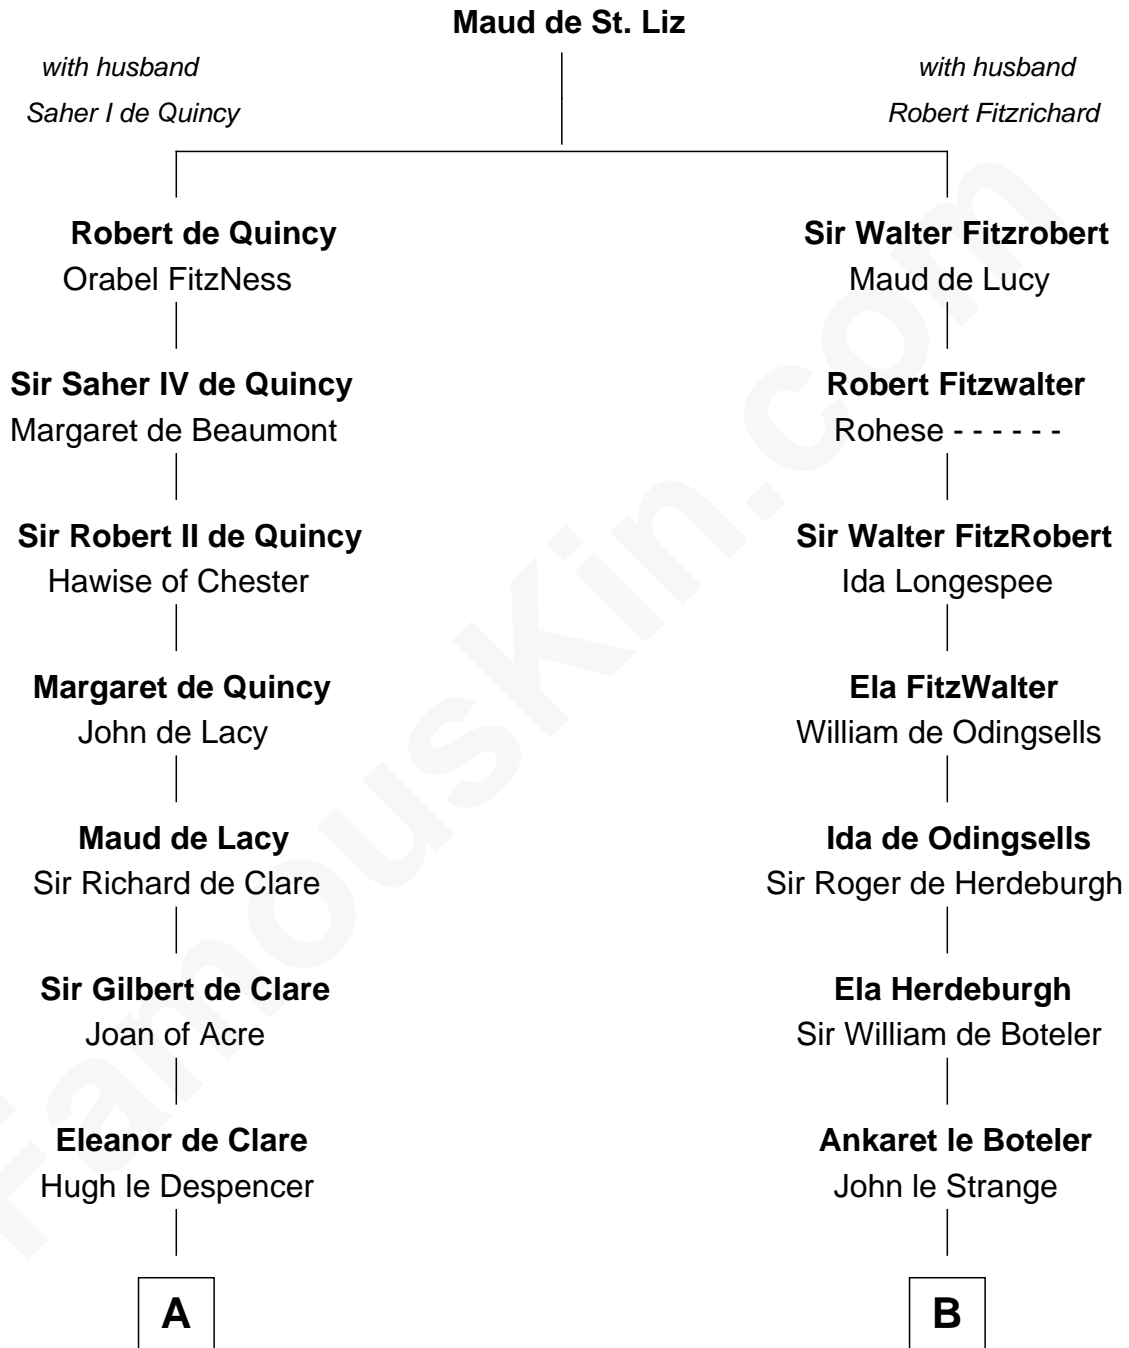 Maud de St. Liz
with husband
Saher I de Quincy
with husband
Robert Fitzrichard
Robert de Quincy
Orabel FitzNess
Sir Walter Fitzrobert
Maud de Lucy
Sir Saher IV de Quincy
Margaret de Beaumont
Robert Fitzwalter
Rohese - - - - - -
Sir Robert II de Quincy
Hawise of Chester
Sir Walter FitzRobert
Ida Longespee
Margaret de Quincy
John de Lacy
Ela FitzWalter
William de Odingsells
Maud de Lacy
Sir Richard de Clare
Ida de Odingsells
Sir Roger de Herdeburgh
Sir Gilbert de Clare
Joan of Acre
Ela Herdeburgh
Sir William de Boteler
Eleanor de Clare
Hugh le Despencer
Ankaret le Boteler
John le Strange
A
B
FamousKin.com